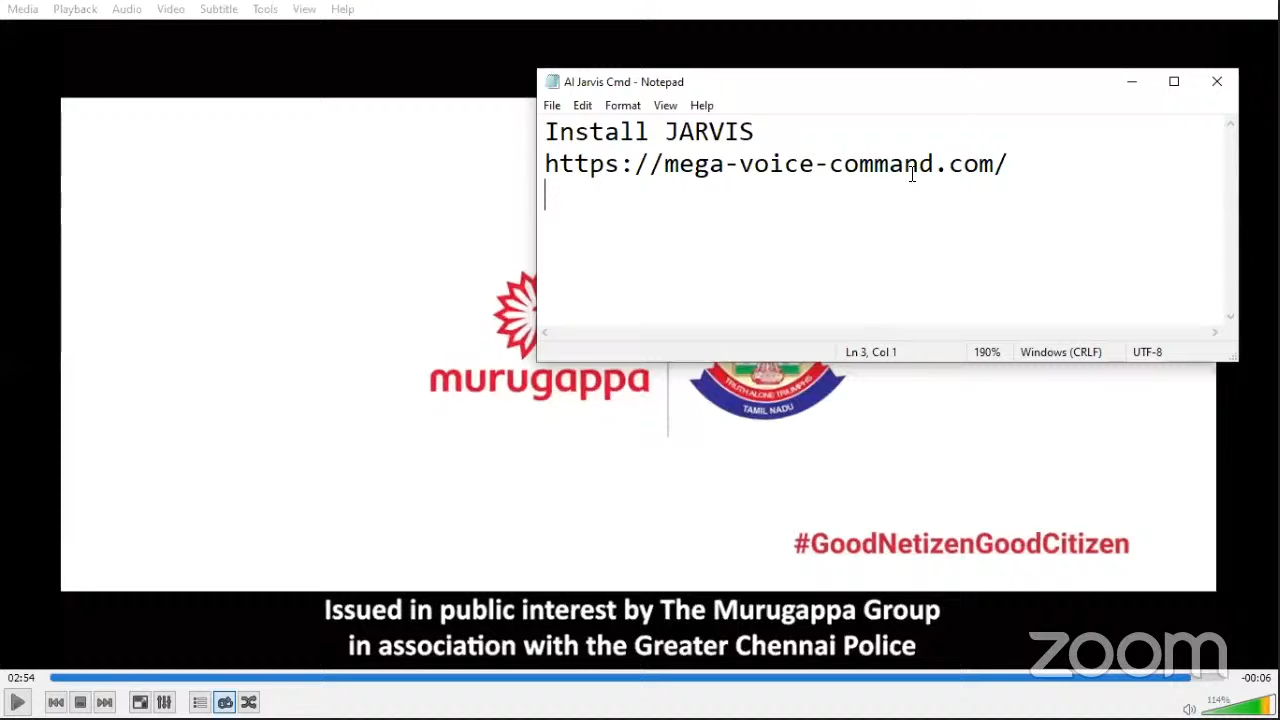 Media Playback Audio Video Subtitle Tools View Help
AI Jarvis Cmd - Notepad
File Edit Format View Help
Install JARVIS
https://mega-voice-command.com/
Ln 3, Col 1 190% Windows (CRLF) UTF-8
murugappa
TRUTH ALONE TRIUMPHS
TAMIL NADU
#GoodNetizenGoodCitizen
Issued in public interest by The Murugappa Group
in association with the Greater Chennai Police
zoom
02:54 -00:06
114%